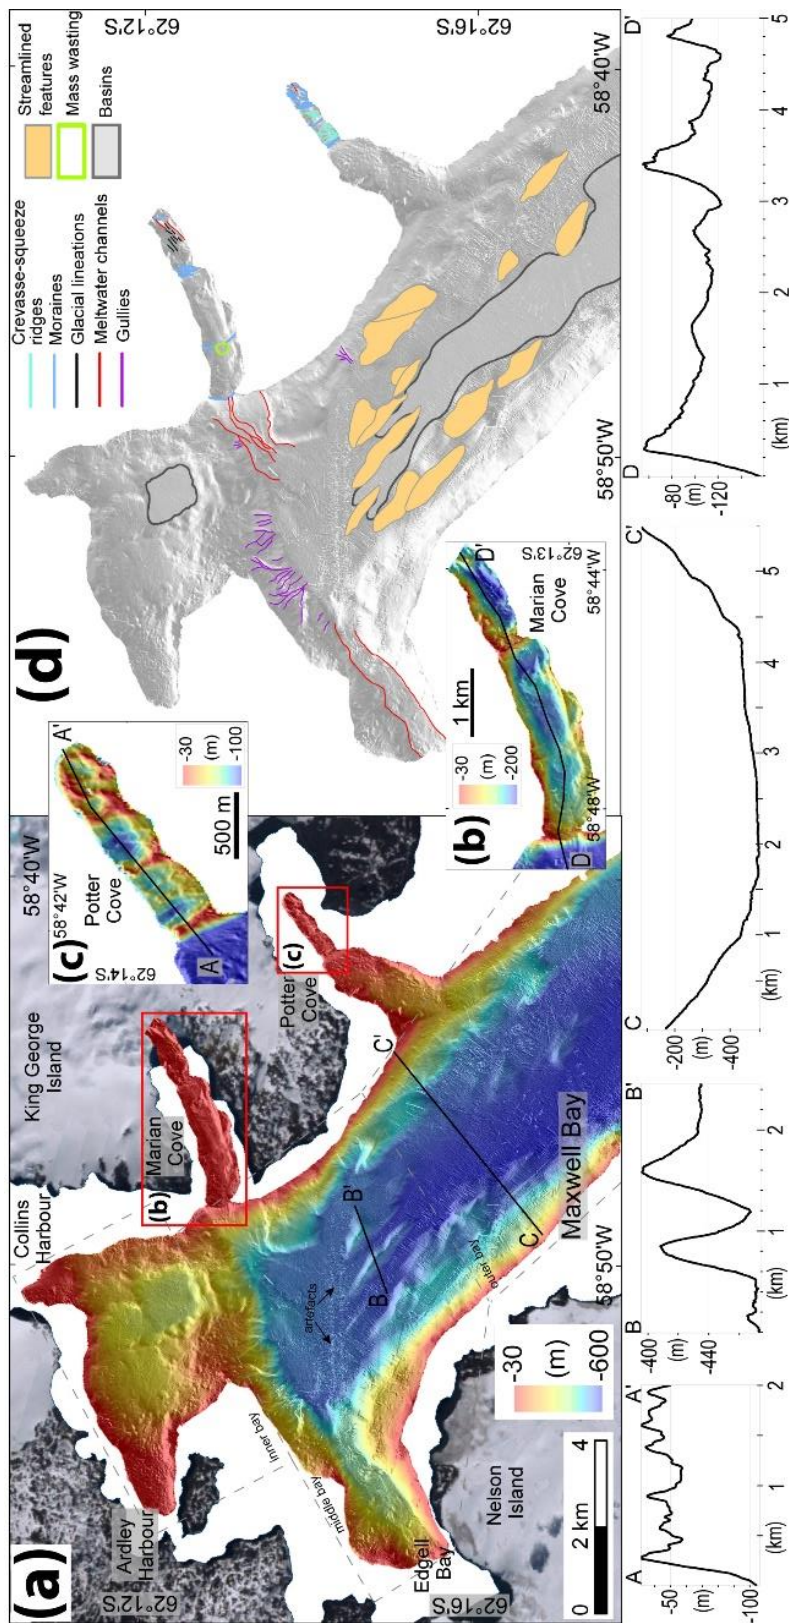 (a)
Collins
Harbour
King George
Island
Marian
Cove
(b)
Potter
Cove
(c)
Ardley
Harbour
Inner bay
middle bay
outer bay
artefacts
Edgell
Bay
Nelson
Island
Maxwell Bay
B
B'
C
C'
62°12'S
62°16'S
58°50'W
58°40'W
0 2 km 4
-30
(m)
-600
(c)
58°42'W
62°14'S
Potter
Cove
A
A'
-30
(m)
-100
500 m
(b)
1 km
-30
(m)
-200
Marian
Cove
D
D'
58°48'W
58°44'W
62°13'S
(d)
Crevasse-squeeze
ridges
Moraines
Glacial lineations
Meltwater channels
Gullies
Streamlined
features
Mass wasting
Basins
62°12'S
62°16'S
58°50'W
58°40'W
A A'
-50
(m)
-100
1 2
B B'
-400
(m)
-440
(km) 1 2
C C'
-200
(m)
-400
(km) 1 2 3 4 5
D D'
-80
(m)
-120
(km) 1 2 3 4 5